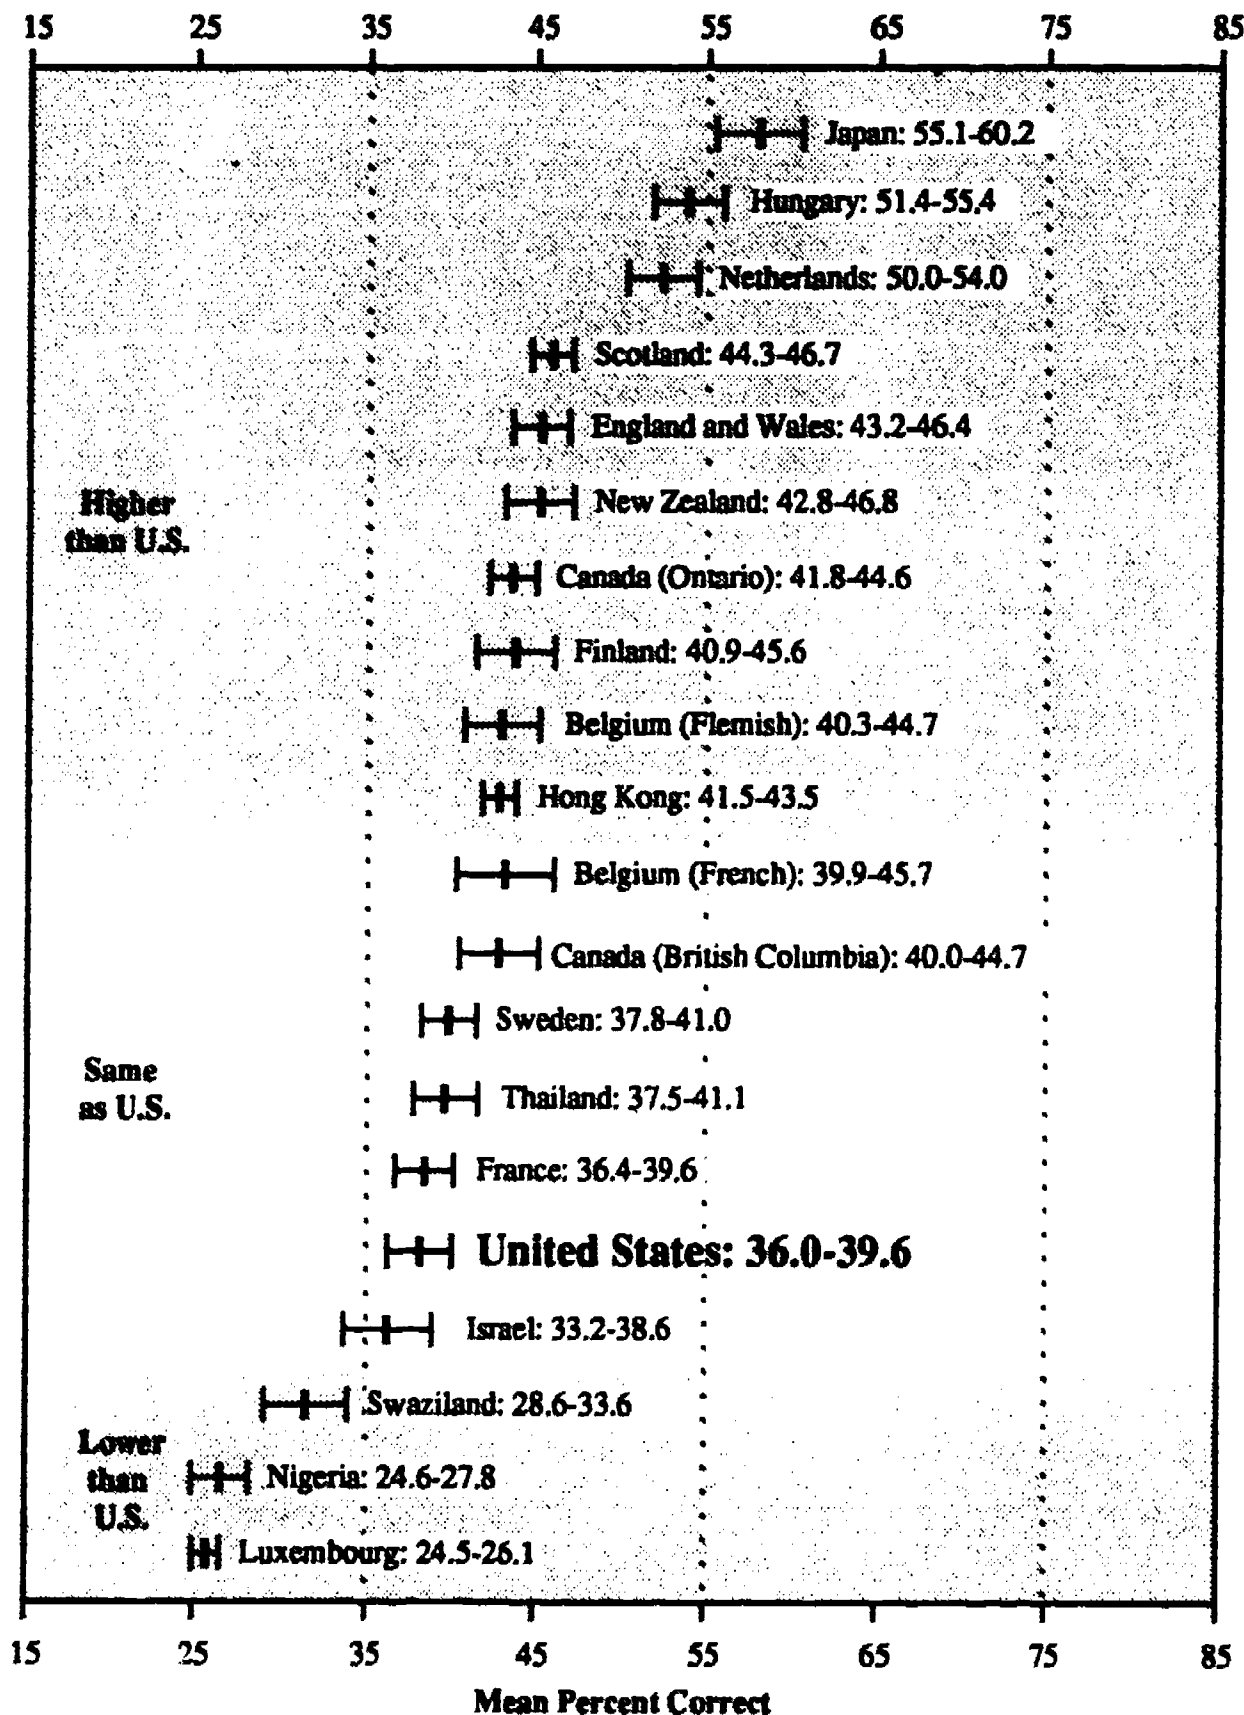 15 25 35 45 55 65 75 85
Japan: 55.1-60.2
Hungary: 51.4-55.4
Netherlands: 50.0-54.0
Scotland: 44.3-46.7
England and Wales: 43.2-46.4
Higher
than U.S.
New Zealand: 42.8-46.8
Canada (Ontario): 41.8-44.6
Finland: 40.9-45.6
Belgium (Flemish): 40.3-44.7
Hong Kong: 41.5-43.5
Belgium (French): 39.9-45.7
Canada (British Columbia): 40.0-44.7
Sweden: 37.8-41.0
Same
as U.S.
Thailand: 37.5-41.1
France: 36.4-39.6
United States: 36.0-39.6
Israel: 33.2-38.6
Swaziland: 28.6-33.6
Lower
than
U.S.
Nigeria: 24.6-27.8
Luxembourg: 24.5-26.1
15 25 35 45 55 65 75 85
Mean Percent Correct